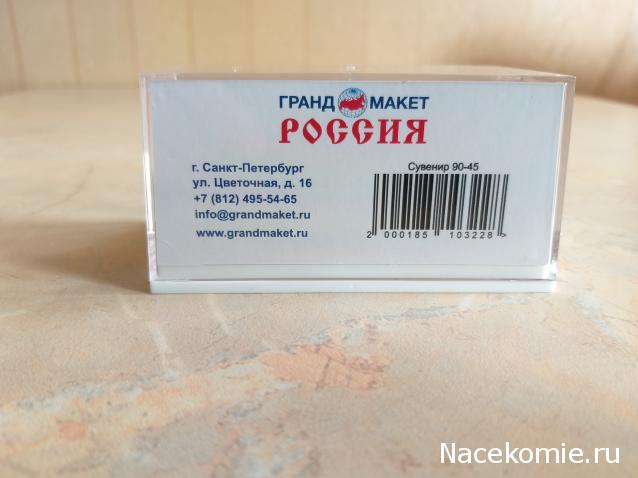 ГРАНД МАКЕТ
РОССИЯ
г. Санкт-Петербург
ул. Цветочная, д. 16
+7 (812) 495-54-65
info@grandmaket.ru
www.grandmaket.ru
Сувенир 90-45
2 000185 103228 >
Nacekomie.ru